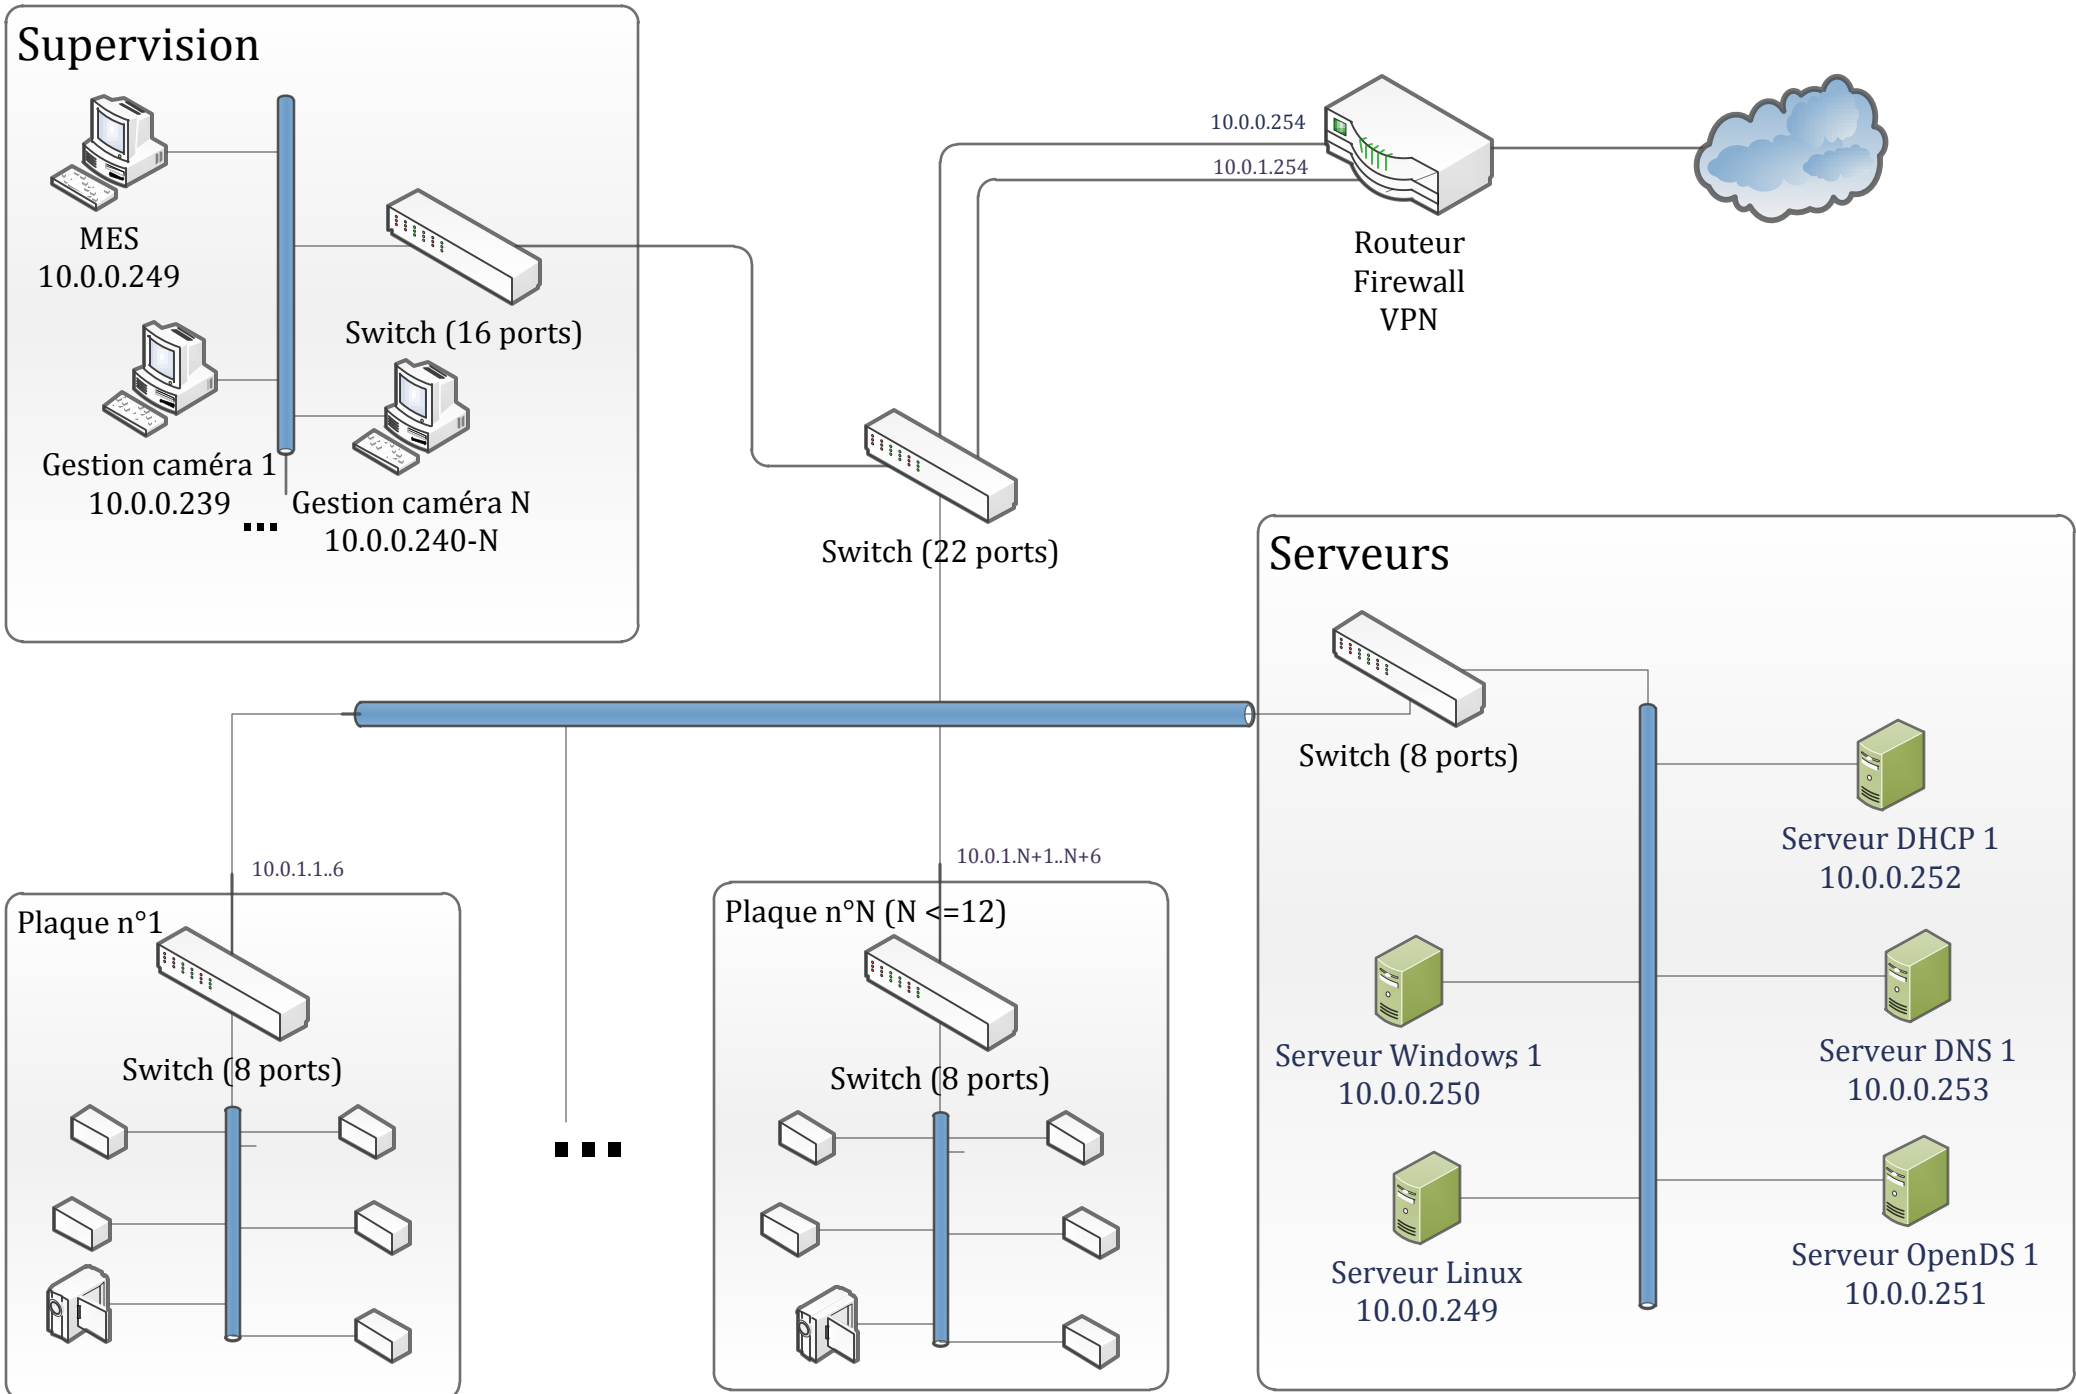 Supervision
MES
10.0.0.249
Switch (16 ports)
Gestion caméra 1
10.0.0.239
...
Gestion caméra N
10.0.0.240-N
10.0.0.254
10.0.1.254
Routeur
Firewall
VPN
Switch (22 ports)
Serveurs
Switch (8 ports)
Serveur DHCP 1
10.0.0.252
Serveur Windows 1
10.0.0.250
Serveur DNS 1
10.0.0.253
Serveur Linux
10.0.0.249
Serveur OpenDS 1
10.0.0.251
10.0.1.1..6
Plaque n°1
Switch (8 ports)
...
10.0.1.N+1..N+6
Plaque n°N (N <=12)
Switch (8 ports)